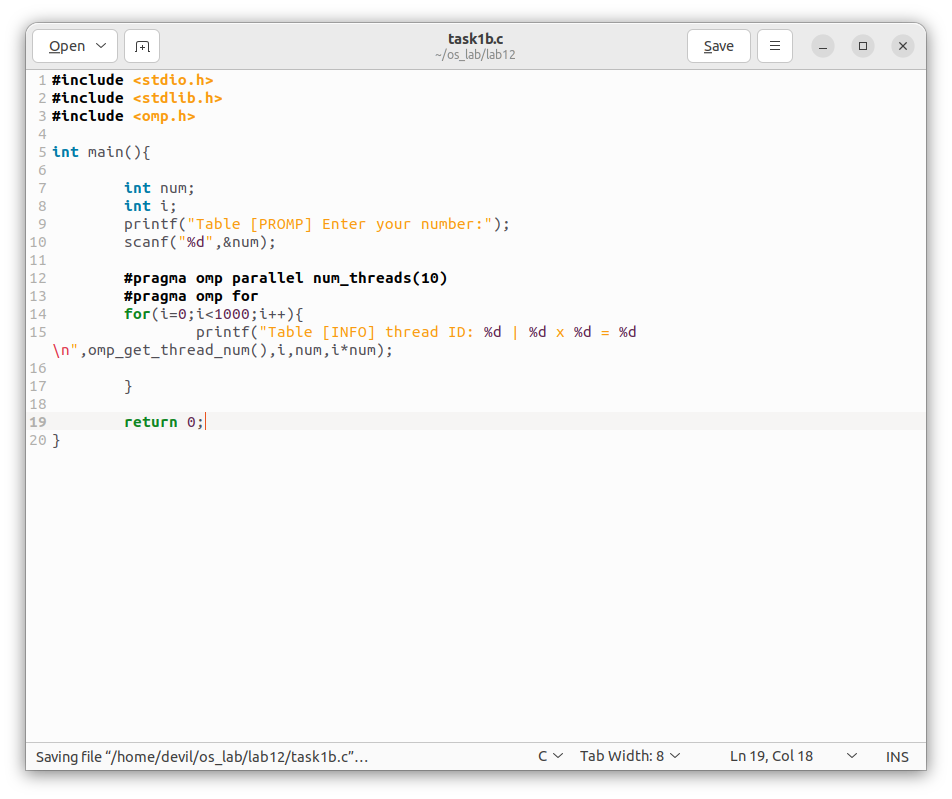 Open
task1b.c
~/os_lab/lab12
Save
1 #include <stdio.h>
2 #include <stdlib.h>
3 #include <omp.h>
4
5 int main(){
6
7 int num;
8 int i;
9 printf("Table [PROMP] Enter your number:");
10 scanf("%d",&num);
11
12 #pragma omp parallel num_threads(10)
13 #pragma omp for
14 for(i=0;i<1000;i++){
15 printf("Table [INFO] thread ID: %d | %d x %d = %d
\n",omp_get_thread_num(),i,num,i*num);
16
17 }
18
19 return 0;
20 }
Saving file “/home/devil/os_lab/lab12/task1b.c”…
C
Tab Width: 8
Ln 19, Col 18
INS